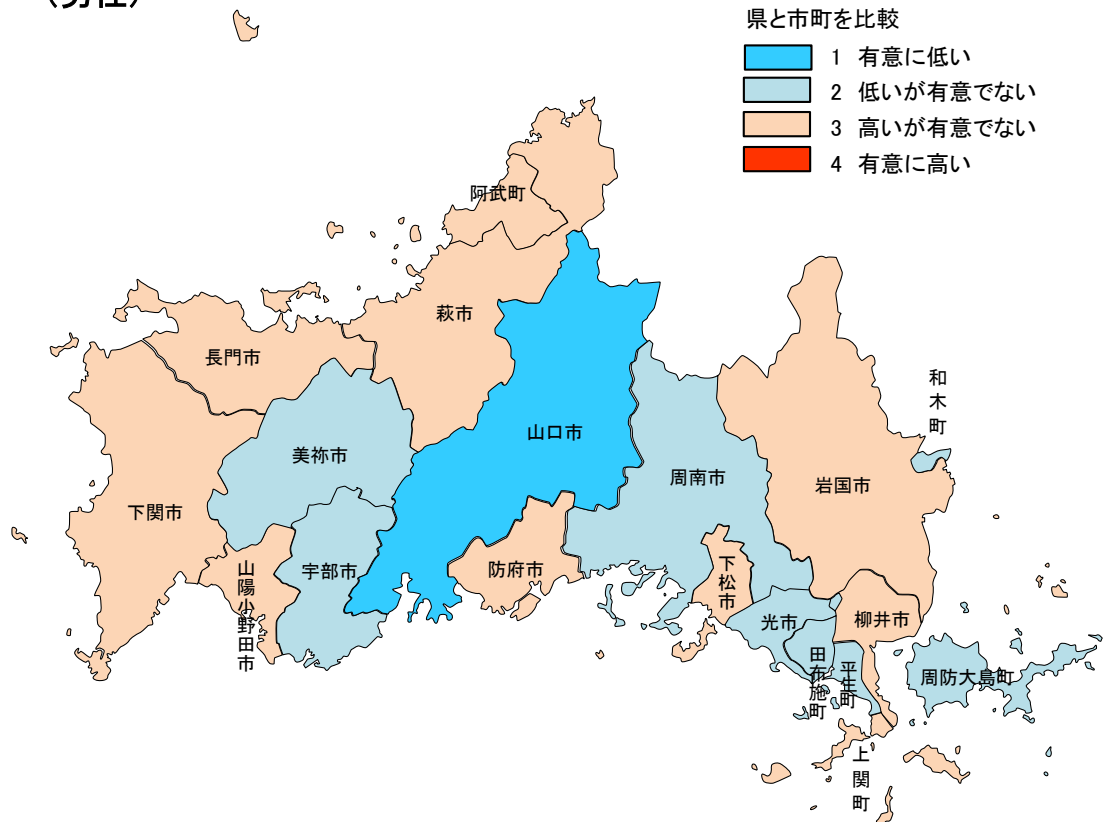 （男性）
県と市町を比較
1 有意に低い
2 低いが有意でない
3 高いが有意でない
4 有意に高い
阿武町
萩市
長門市
和木町
山口市
美祢市
周南市
岩国市
下関市
宇部市
防府市
下松市
山陽小野田市
光市
柳井市
田布施町
平生町
周防大島町
上関町